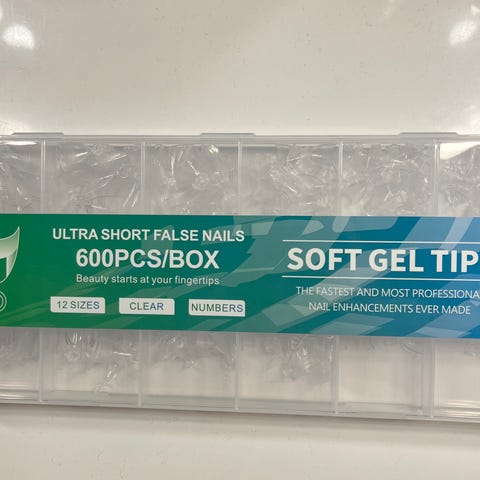 ULTRA SHORT FALSE NAILS
600PCS/BOX
Beauty starts at your fingertips
12 SIZES CLEAR NUMBERS
SOFT GEL TIP
THE FASTEST AND MOST PROFESSIONA
NAIL ENHANCEMENTS EVER MADE